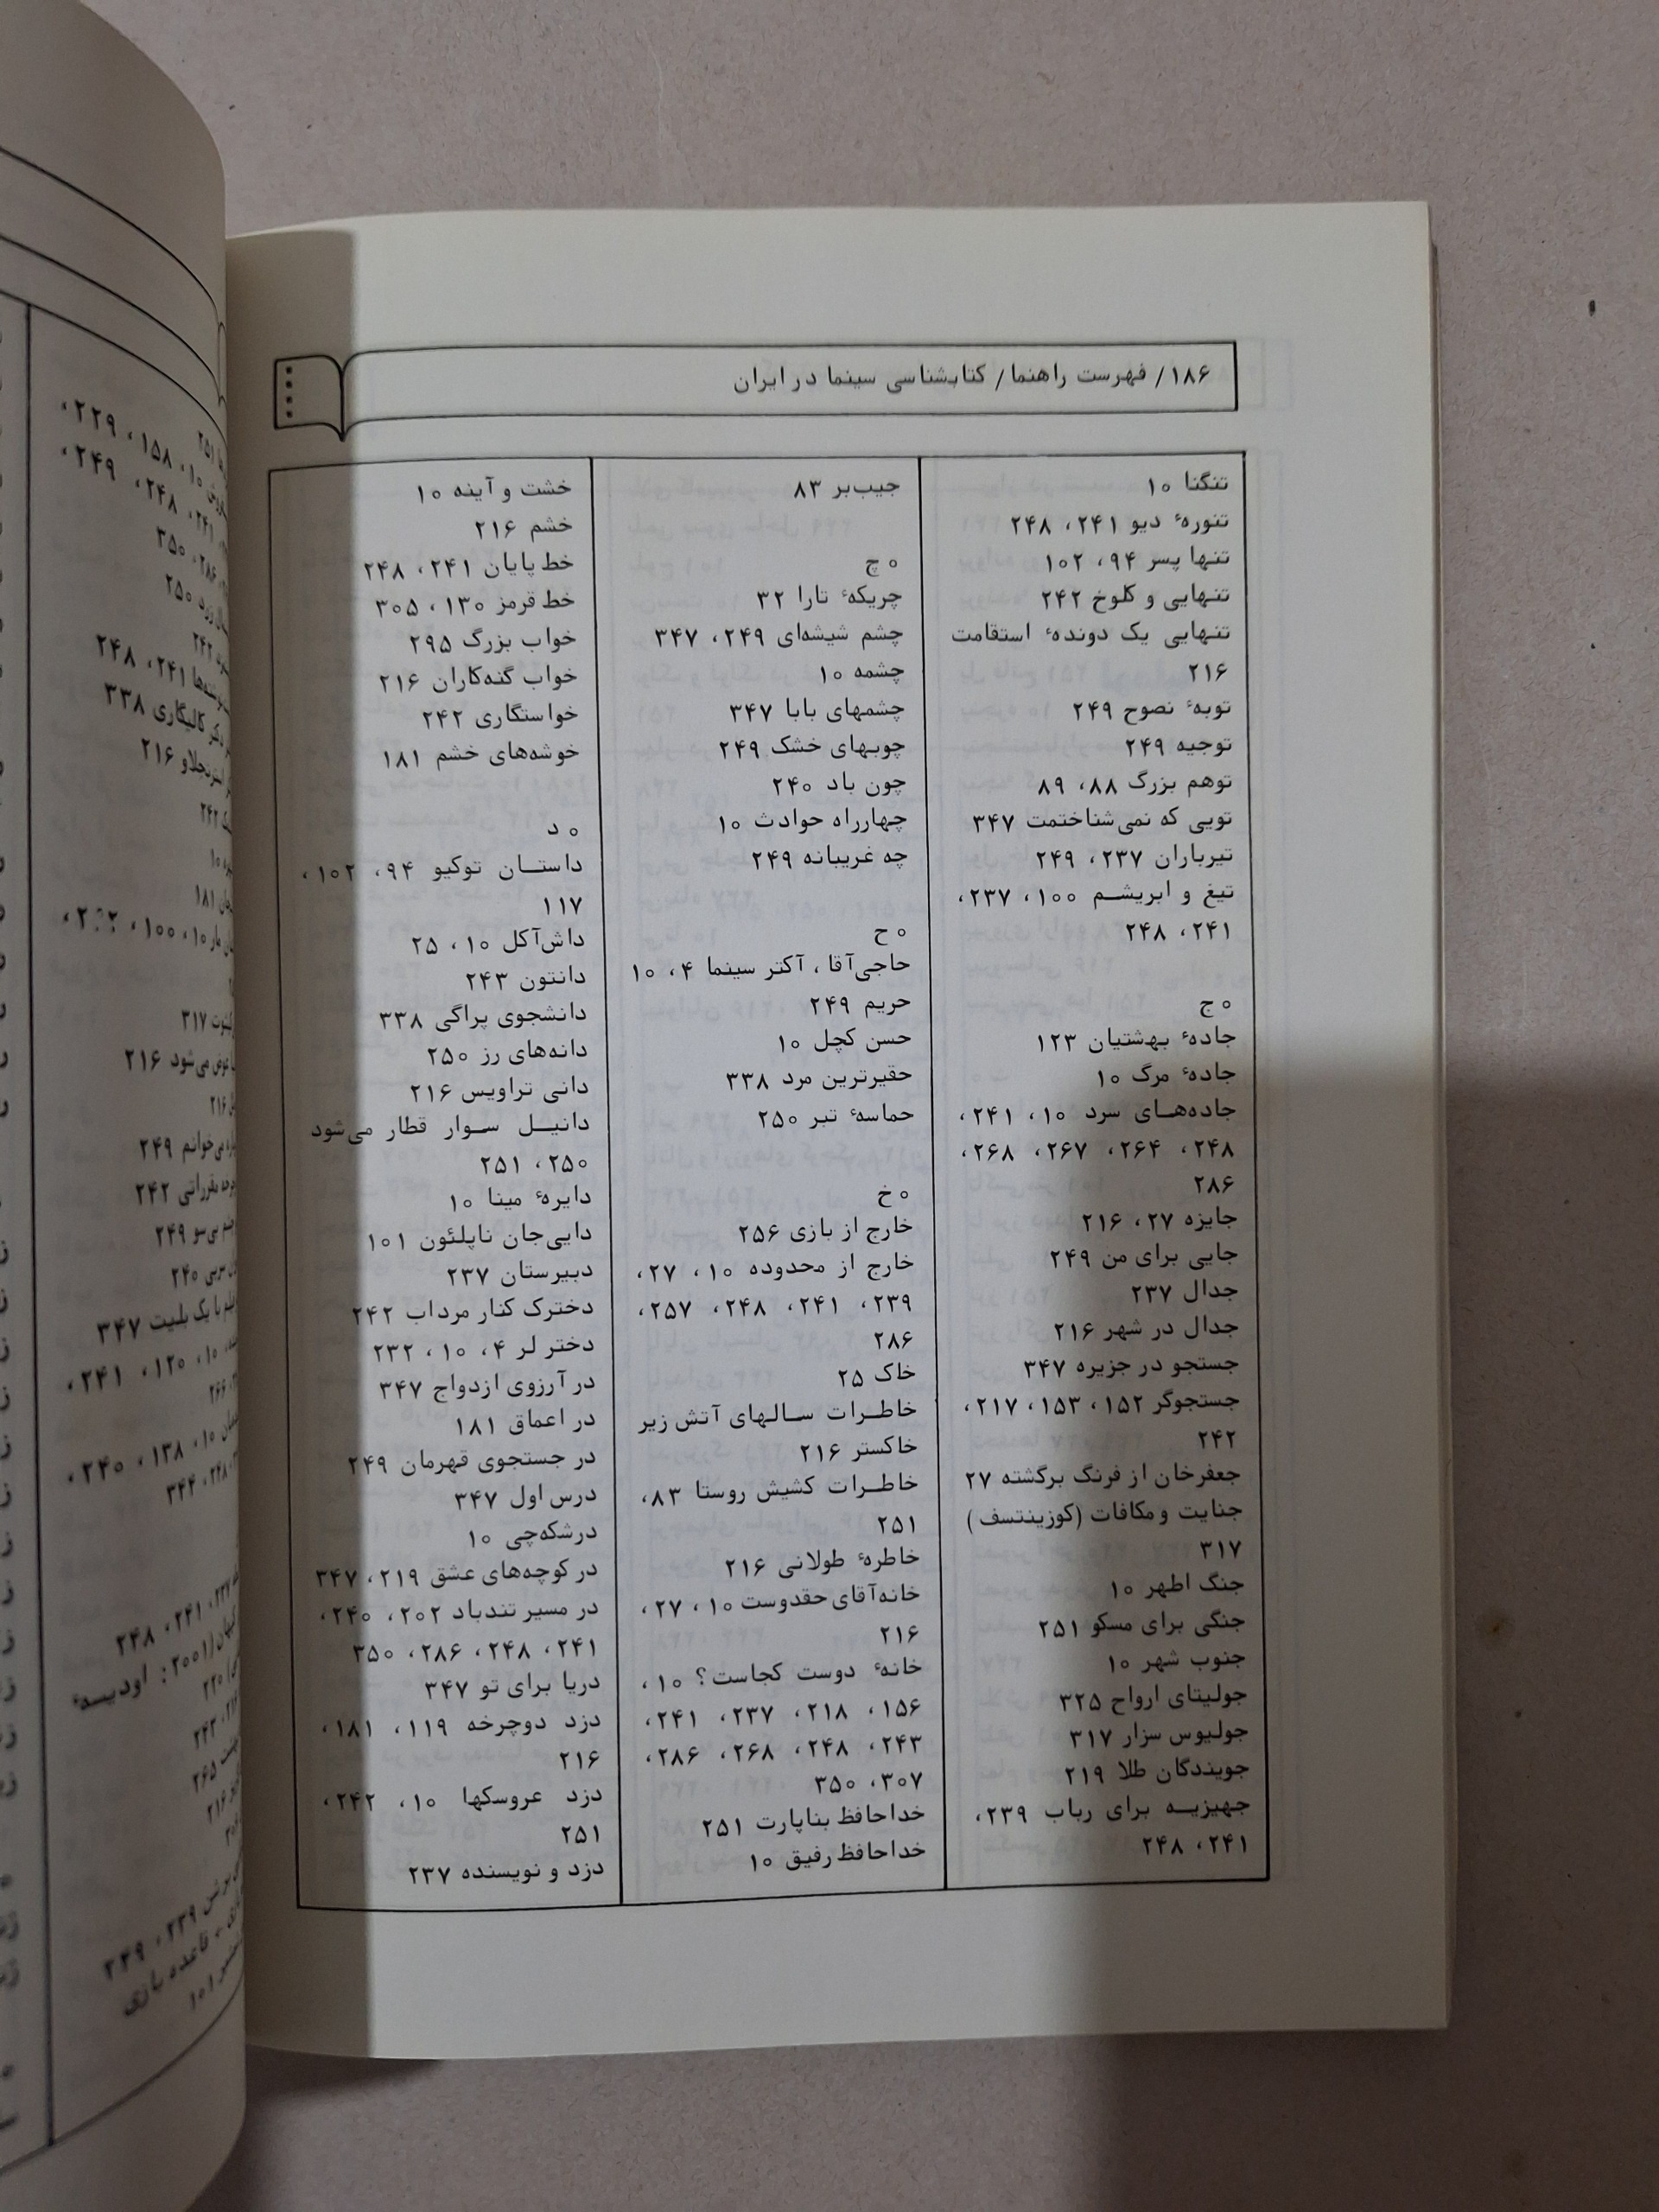 ۱۸۶/ فهرست راهنما/ کتابشناسی سینما در ایران
تنگنا ۱۰
تنورهٔ دیو ۲۴۱، ۲۴۸
تنها پسر ۹۴، ۱۰۲
تنهایی و کلوخ ۲۴۲
تنهایی یک دوندهٔ استقامت
۲۱۶
توبهٔ نصوح ۲۴۹
توجیه ۲۴۹
توهم بزرگ ۸۸، ۸۹
تویی که نمی‌شناختمت ۳۴۷
تیرباران ۲۳۷، ۲۴۹
تیغ و ابریشم ۱۰۰، ۲۳۷،
۲۴۱، ۲۴۸
○ ج
جادهٔ بهشتیان ۱۲۳
جادهٔ مرگ ۱۰
جاده‌های سرد ۱۰، ۲۴۱،
۲۴۸، ۲۶۴، ۲۶۷، ۲۶۸،
۲۸۶
جایزه ۲۷، ۲۱۶
جایی برای من ۲۴۹
جدال ۲۳۷
جدال در شهر ۲۱۶
جستجو در جزیره ۳۴۷
جستجوگر ۱۵۲، ۱۵۳، ۲۱۷،
۲۴۲
جعفرخان از فرنگ برگشته ۲۷
جنایت و مکافات (کوزینتسف)
۳۱۷
جنگ اطهر ۱۰
جنگی برای مسکو ۲۵۱
جنوب شهر ۱۰
جولیتای ارواح ۳۲۵
جولیوس سزار ۳۱۷
جویندگان طلا ۲۱۹
جهیزیه برای رباب ۲۳۹،
۲۴۱، ۲۴۸
جیب‌بر ۸۳
○ چ
چریکهٔ تارا ۳۲
چشم شیشه‌ای ۲۴۹، ۳۴۷
چشمه ۱۰
چشمهای بابا ۳۴۷
چوبهای خشک ۲۴۹
چون باد ۲۴۰
چهارراه حوادث ۱۰
چه غریبانه ۲۴۹
○ ح
حاجی‌آقا، آکتر سینما ۴، ۱۰
حریم ۲۴۹
حسن کچل ۱۰
حقیرترین مرد ۳۳۸
حماسهٔ تبر ۲۵۰
○ خ
خارج از بازی ۲۵۶
خارج از محدوده ۱۰، ۲۷،
۲۳۹، ۲۴۱، ۲۴۸، ۲۵۷،
۲۸۶
خاک ۲۵
خاطرات سالهای آتش زیر
خاکستر ۲۱۶
خاطرات کشیش روستا ۸۳،
۲۵۱
خاطرهٔ طولانی ۲۱۶
خانه‌آقای حقدوست ۱۰، ۲۷،
۲۱۶
خانهٔ دوست کجاست؟ ۱۰،
۱۵۶، ۲۱۸، ۲۳۷، ۲۴۱،
۲۴۳، ۲۴۸، ۲۶۸، ۲۸۶،
۳۰۷، ۳۵۰
خداحافظ بناپارت ۲۵۱
خداحافظ رفیق ۱۰
خشت و آینه ۱۰
خشم ۲۱۶
خط پایان ۲۴۱، ۲۴۸
خط قرمز ۱۳۰، ۳۰۵
خواب بزرگ ۲۹۵
خواب گنه‌کاران ۲۱۶
خواستگاری ۲۴۲
خوشه‌های خشم ۱۸۱
○ د
داستان توکیو ۹۴، ۱۰۲،
۱۱۷
داش‌آکل ۱۰، ۲۵
دانتون ۲۴۳
دانشجوی پراگی ۳۳۸
دانه‌های رز ۲۵۰
دانی تراویس ۲۱۶
دانیل سوار قطار می‌شود
۲۵۰، ۲۵۱
دایرهٔ مینا ۱۰
دایی‌جان ناپلئون ۱۰۱
دبیرستان ۲۳۷
دخترک کنار مرداب ۲۴۲
دختر لر ۴، ۱۰، ۲۳۲
در آرزوی ازدواج ۳۴۷
در اعماق ۱۸۱
در جستجوی قهرمان ۲۴۹
درس اول ۳۴۷
درشکه‌چی ۱۰
در کوچه‌های عشق ۲۱۹، ۳۴۷
در مسیر تندباد ۲۰۲، ۲۴۰،
۲۴۱، ۲۴۸، ۲۸۶، ۳۵۰
دریا برای تو ۳۴۷
دزد دوچرخه ۱۱۹، ۱۸۱،
۲۱۶
دزد عروسکها ۱۰، ۲۴۲،
۲۵۱
دزد و نویسنده ۲۳۷